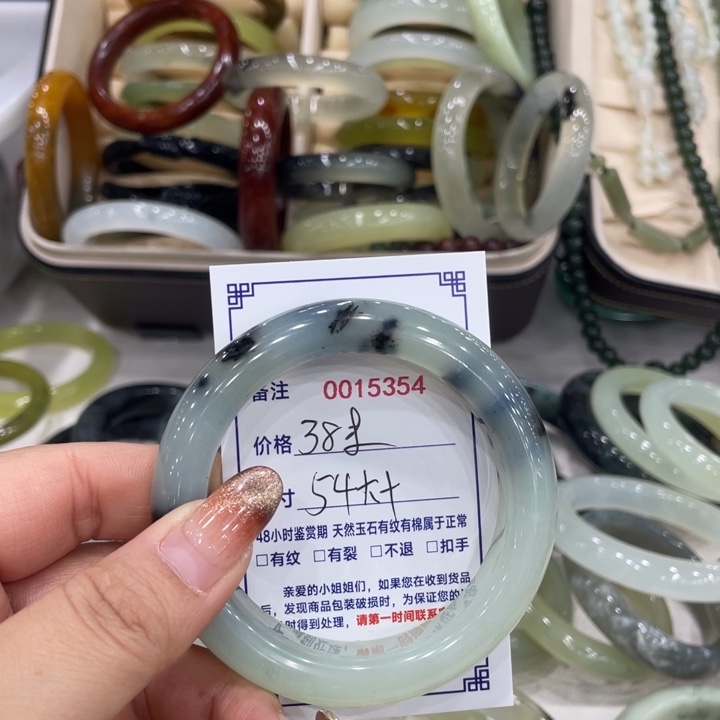 备注 0015354
价格 38
寸 54
48小时鉴赏期 天然玉石有纹有棉属于正常
□有纹 □有裂 □不退 □扣手
亲爱的小姐姐们，如果您在收到货品
后，发现商品包装破损时，为保证您的
时得到处理，请第一时间联系